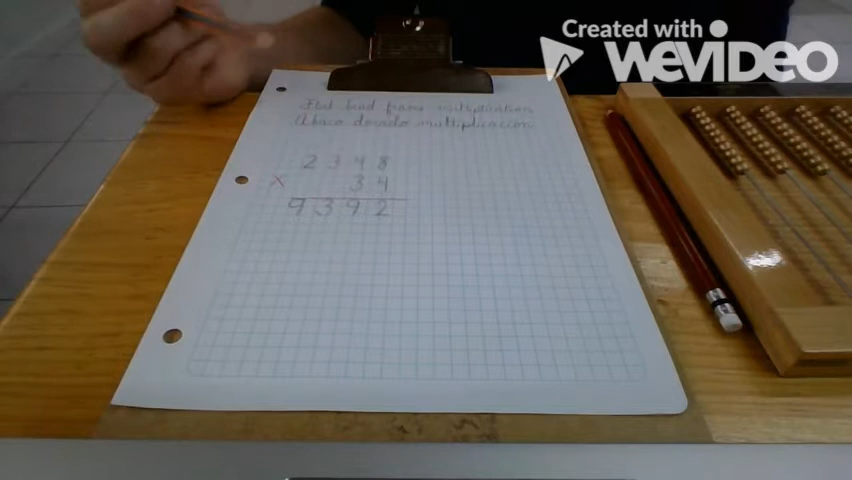 Created with
WEVIDEO
Flat bead frame multiplication
Abaco dorado multiplicación
2 3 4 8
x 3 4
9 3 9 2